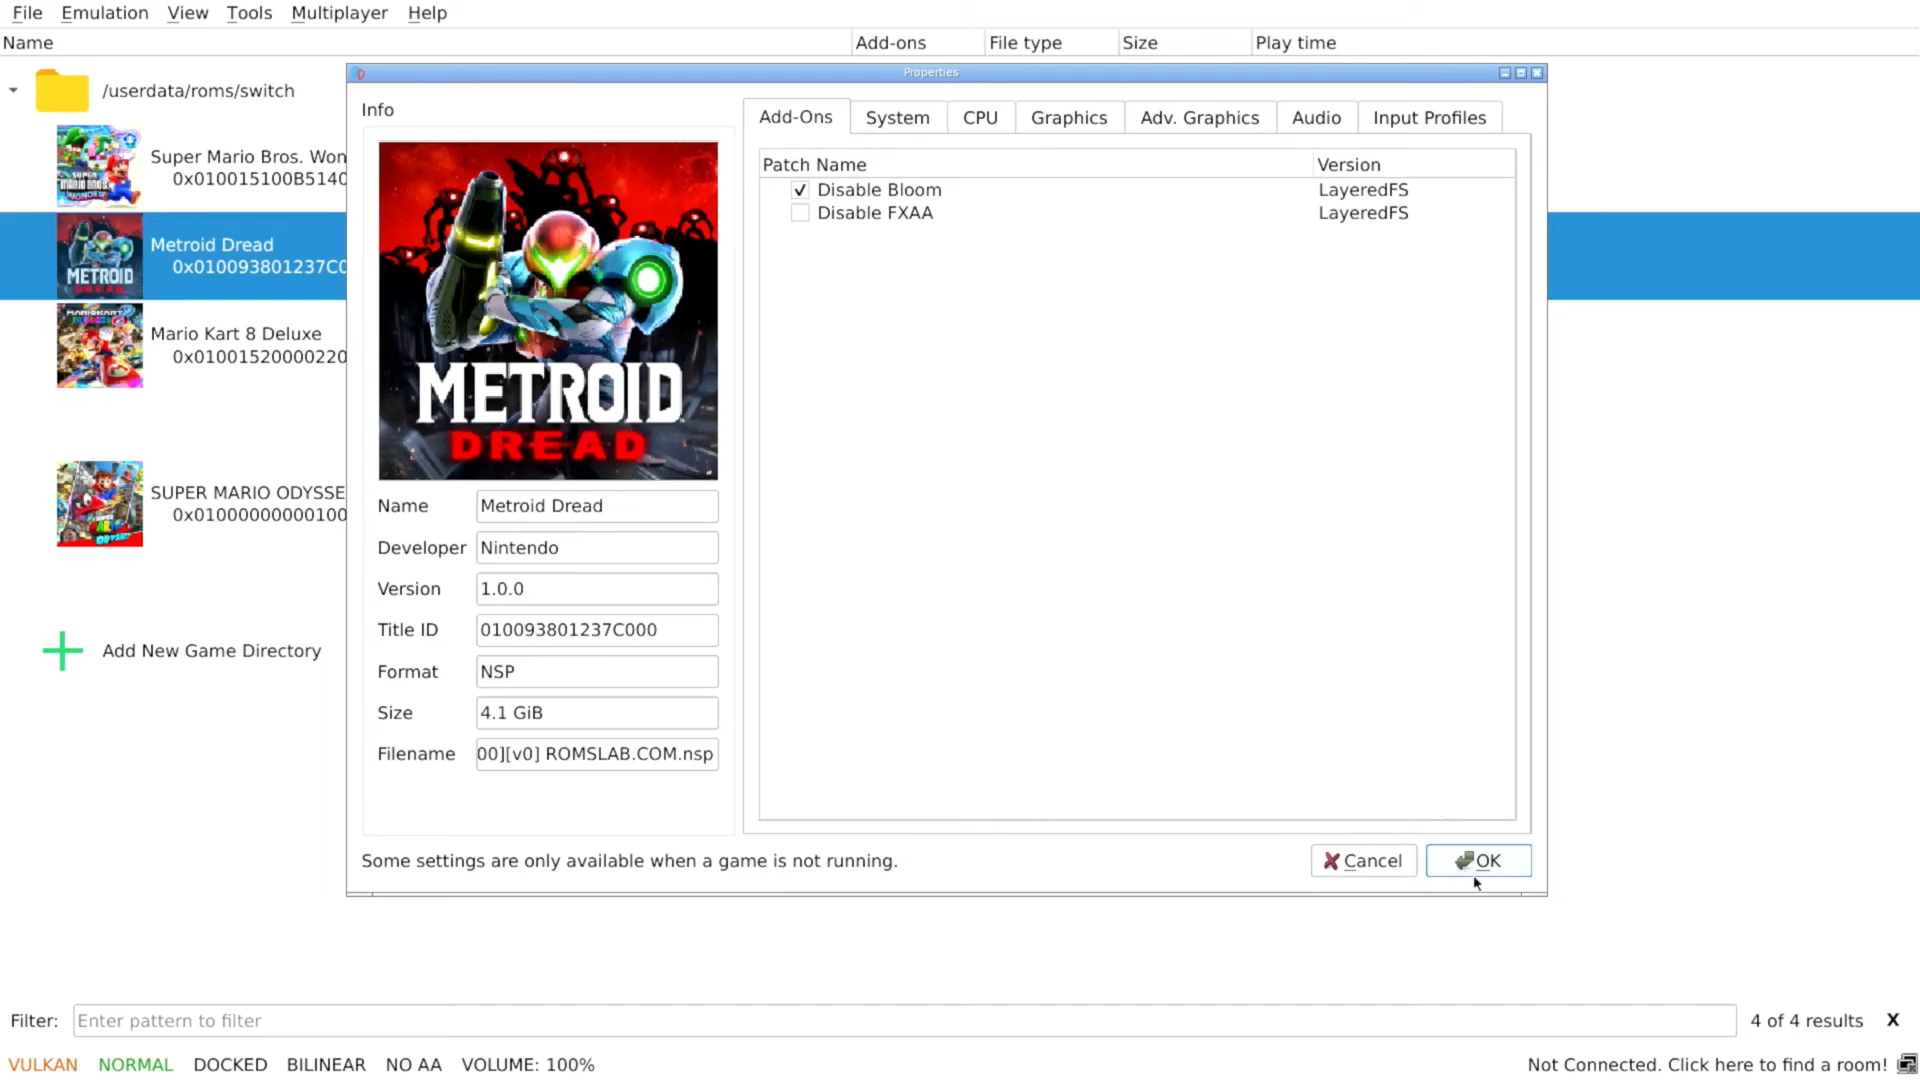 File Emulation View Tools Multiplayer Help
Name Add-ons File type Size Play time
/userdata/roms/switch
Super Mario Bros. Won
0x010015100B5140
Metroid Dread
0x010093801237C0
Mario Kart 8 Deluxe
0x01001520000220
SUPER MARIO ODYSSE
0x01000000000100
Add New Game Directory
Properties
Info
METROID
DREAD
Name Metroid Dread
Developer Nintendo
Version 1.0.0
Title ID 010093801237C000
Format NSP
Size 4.1 GiB
Filename 00][v0] ROMSLAB.COM.nsp
Add-Ons System CPU Graphics Adv. Graphics Audio Input Profiles
Patch Name Version
Disable Bloom LayeredFS
Disable FXAA LayeredFS
Some settings are only available when a game is not running.
Cancel OK
Filter: Enter pattern to filter 4 of 4 results X
VULKAN NORMAL DOCKED BILINEAR NO AA VOLUME: 100% Not Connected. Click here to find a room!